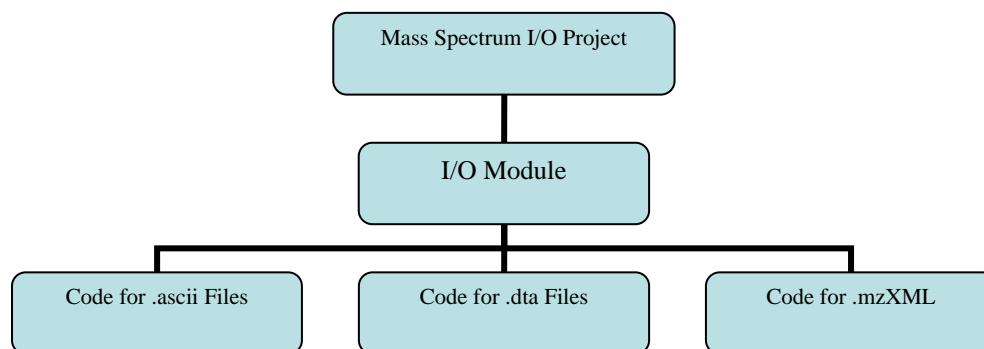 Mass Spectrum I/O Project
I/O Module
Code for .ascii Files
Code for .dta Files
Code for .mzXML